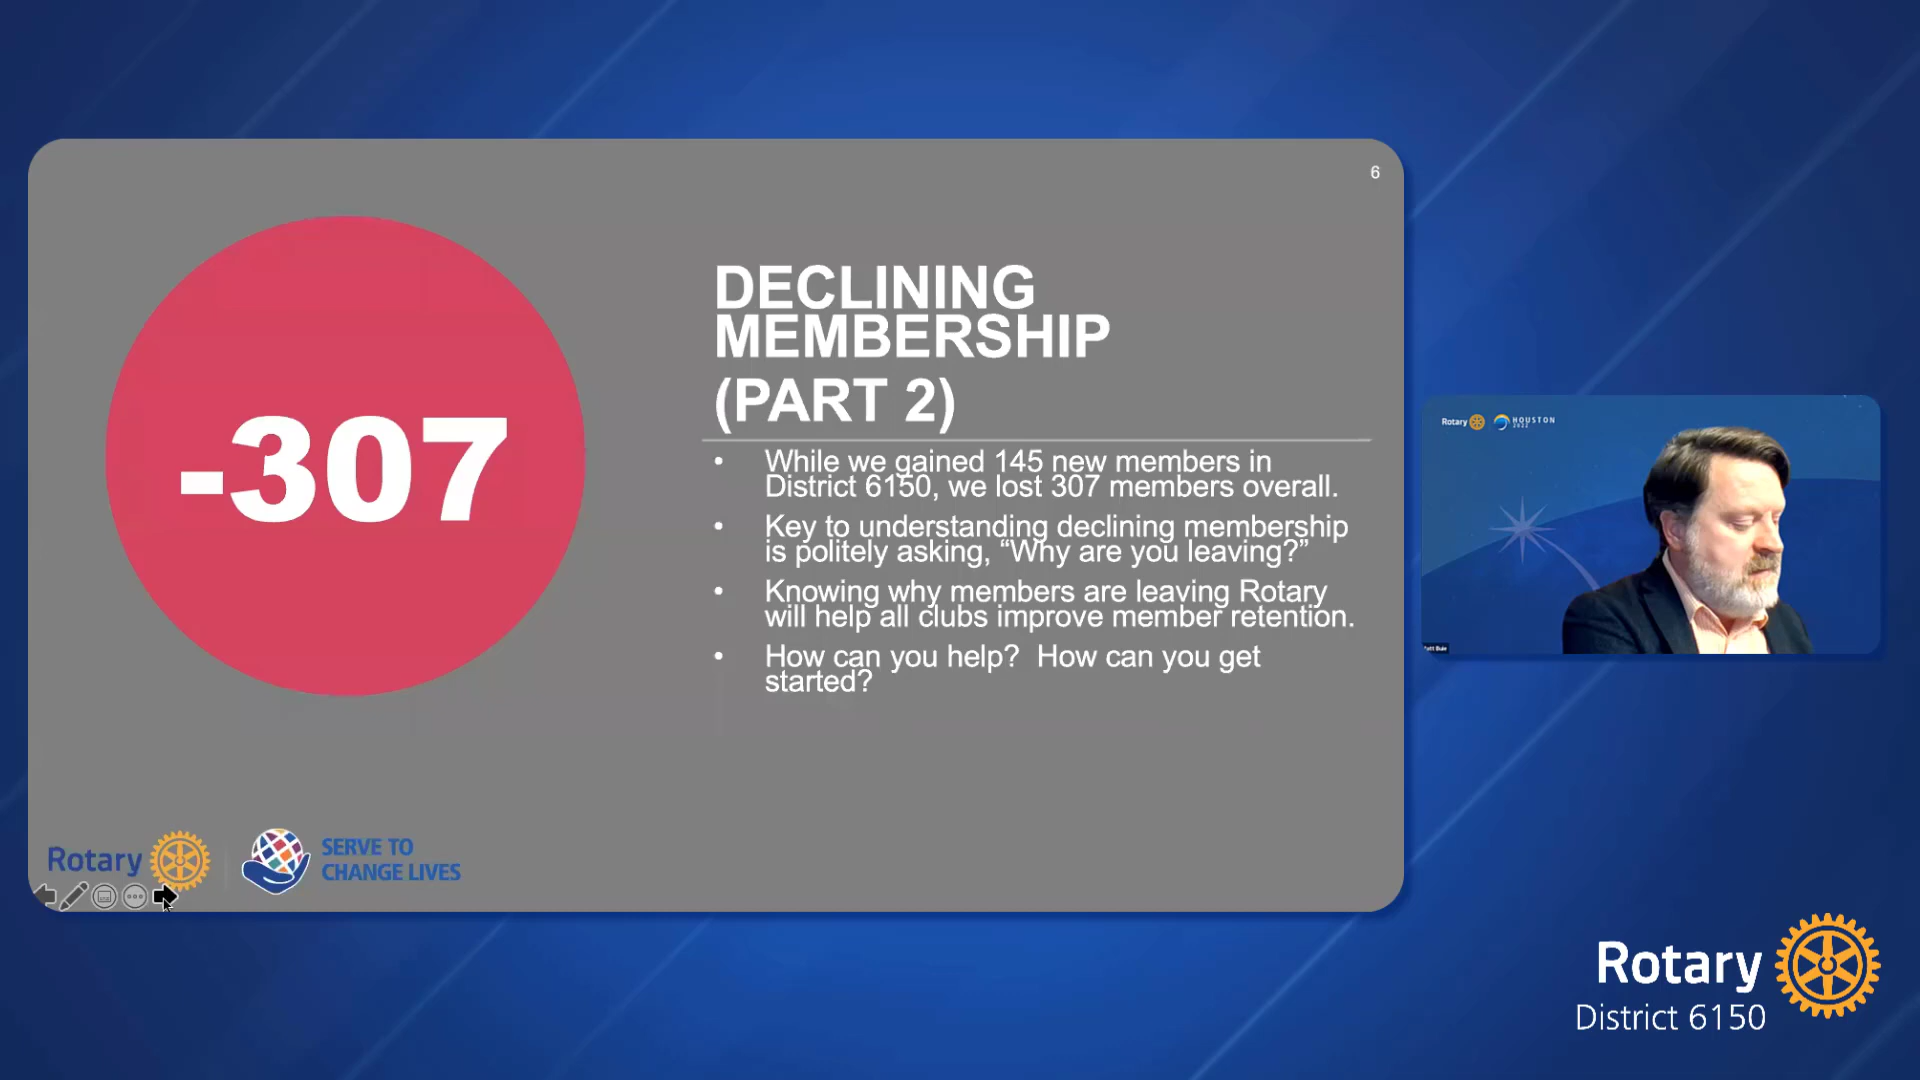 6
-307
DECLINING
MEMBERSHIP
(PART 2)
• While we gained 145 new members in
District 6150, we lost 307 members overall.
• Key to understanding declining membership
is politely asking, “Why are you leaving?”
• Knowing why members are leaving Rotary
will help all clubs improve member retention.
• How can you help?  How can you get
started?
Rotary
SERVE TO
CHANGE LIVES
Rotary
HOUSTON
2022
Rotary
District 6150